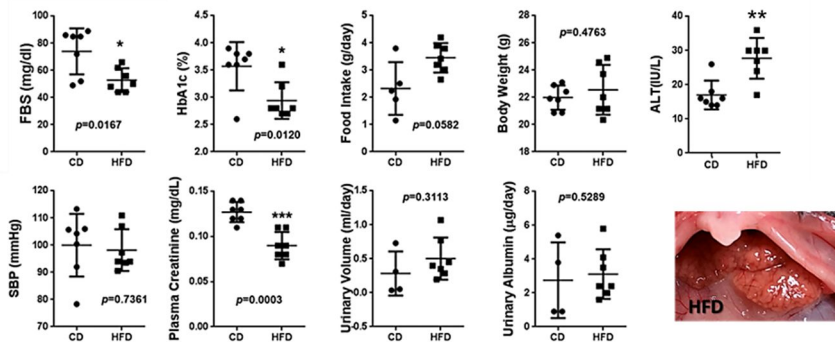 FBS (mg/dl)
100
80
60
40
20
0
*
p=0.0167
CD
HFD
HbA1c (%)
4.5
4.0
3.5
3.0
2.5
2.0
*
p=0.0120
CD
HFD
Food Intake (g/day)
5
4
3
2
1
0
p=0.0582
CD
HFD
Body Weight (g)
26
24
22
20
p=0.4763
CD
HFD
ALT(IU/L)
40
30
20
10
0
**
CD
HFD
SBP (mmHg)
120
110
100
90
80
70
p=0.7361
CD
HFD
Plasma Creatinine (mg/dL)
0.15
0.10
0.05
0.00
***
p=0.0003
CD
HFD
Urinary Volume (ml/day)
1.5
1.0
0.5
0.0
-0.5
p=0.3113
CD
HFD
Urinary Albumin (µg/day)
8
6
4
2
0
p=0.5289
CD
HFD
HFD